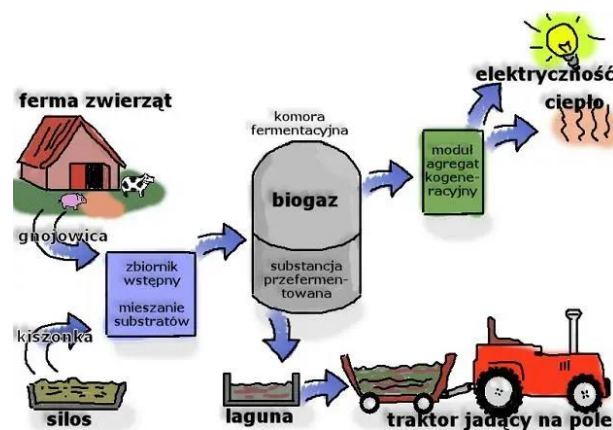 elektryczność
ciepło
ferma zwierząt
komora
fermentacyjna
moduł
agregat
kogene-
racyjny
biogaz
gnojowica
zbiornik
wstępny
mieszanie
substratów
substancja
przefermen-
towana
kiszonka
silos
laguna
traktor jadący na pole